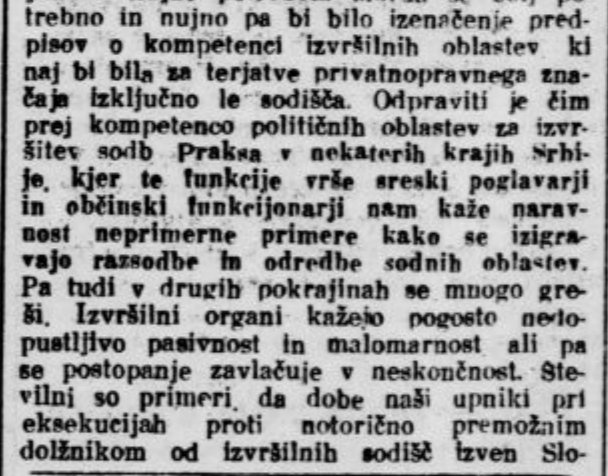 trebno in nujno pa bi bilo izenačenje pred-
pisov o kompetenci izvršilnih oblastev ki
naj bi bila za terjatve privatnopravnega zna-
čaja izključno le sodišča. Odpraviti je čim
prej kompetenco političnih oblastev za izvr-
šitev sodb Praksa v nekaterih krajih Srbi-
je, kjer te funkcije vrše sreski poglavarji
in občinski funkcijonarji nam kaže narav-
nost neprimerne primere kako se izigra-
vajo razsodbe in odredbe sodnih oblastev.
Pa tudi v drugih pokrajinah se mnogo gre-
ši. Izvršilni organi kažejo pogosto nedo-
pustljivo pasivnost in malomarnost ali pa
se postopanje zavlačuje v neskončnost. Šte-
vilni so primeri, da dobe naši upniki pri
eksekucijah proti notorično premožnim
dolžnikom od izvršilnih sodišč izven Slo-